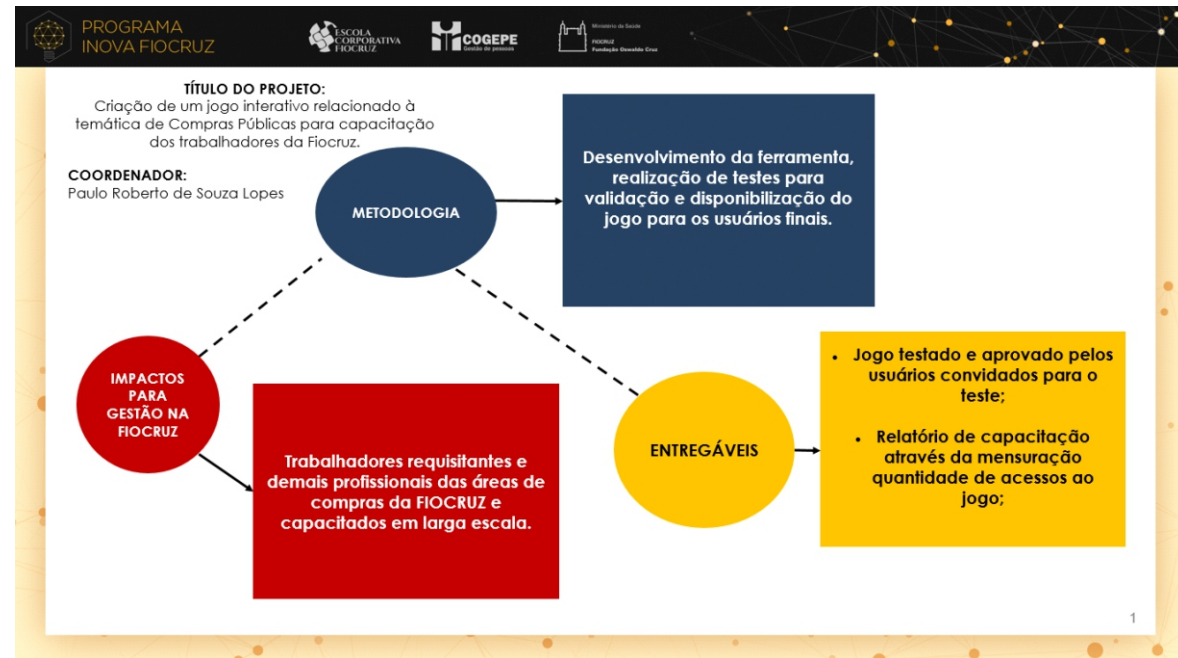 PROGRAMA
INOVA FIOCRUZ
ESCOLA
CORPORATIVA
FIOCRUZ
COGEPE
Gestão de pessoas
Ministério da Saúde
FIOCRUZ
Fundação Oswaldo Cruz
TÍTULO DO PROJETO:
Criação de um jogo interativo relacionado à
temática de Compras Públicas para capacitação
dos trabalhadores da Fiocruz.
COORDENADOR:
Paulo Roberto de Souza Lopes
METODOLOGIA
Desenvolvimento da ferramenta,
realização de testes para
validação e disponibilização do
jogo para os usuários finais.
IMPACTOS
PARA
GESTÃO NA
FIOCRUZ
Trabalhadores requisitantes e
demais profissionais das áreas de
compras da FIOCRUZ e
capacitados em larga escala.
ENTREGÁVEIS
• Jogo testado e aprovado pelos
usuários convidados para o
teste;
• Relatório de capacitação
através da mensuração
quantidade de acessos ao
jogo;
1